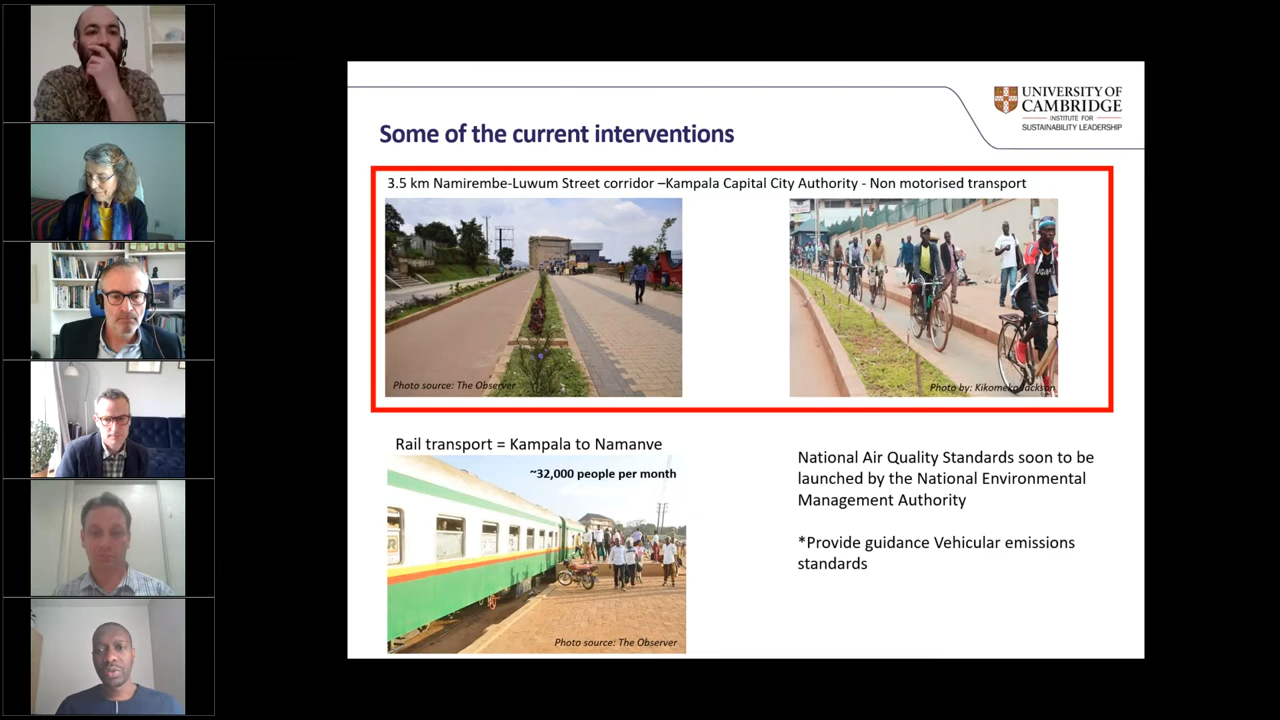 UNIVERSITY OF
CAMBRIDGE
INSTITUTE FOR
SUSTAINABILITY LEADERSHIP
Some of the current interventions
3.5 km Namirembe-Luwum Street corridor –Kampala Capital City Authority - Non motorised transport
Photo source: The Observer
Photo by: Kikomeko Jackson
Rail transport = Kampala to Namanve
~32,000 people per month
Photo source: The Observer
National Air Quality Standards soon to be
launched by the National Environmental
Management Authority
*Provide guidance Vehicular emissions
standards